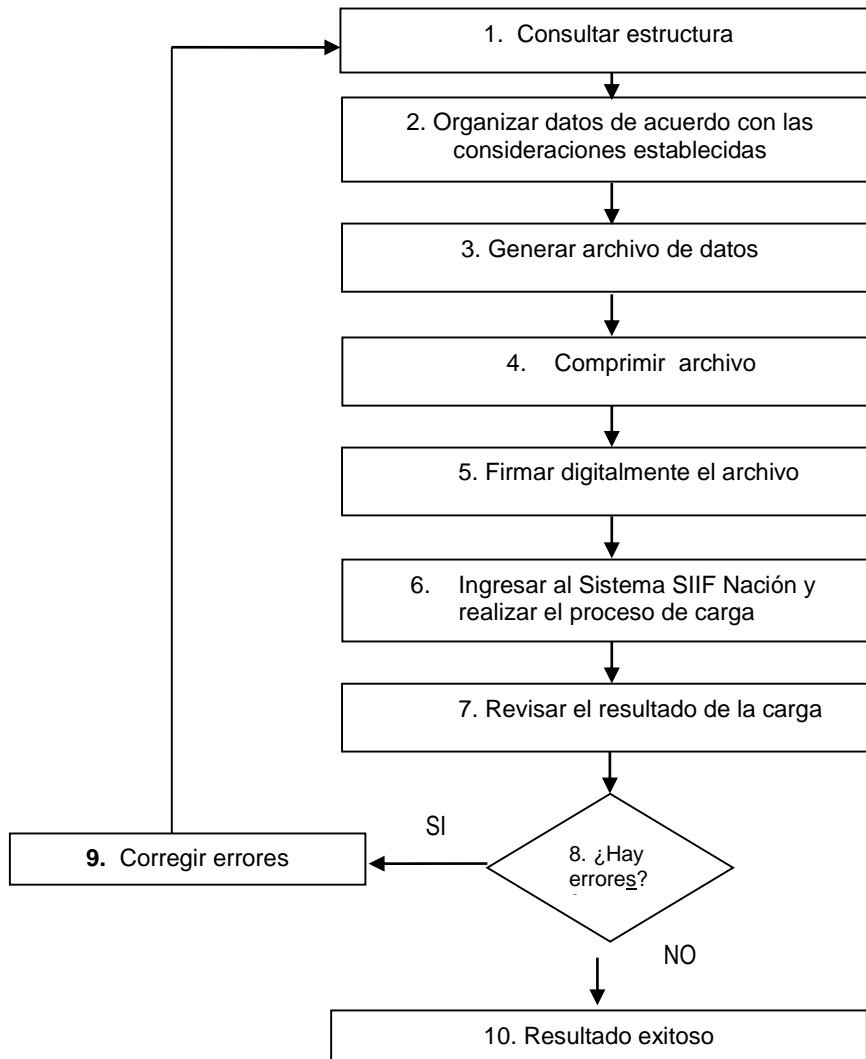 1. Consultar estructura
2. Organizar datos de acuerdo con las
consideraciones establecidas
3. Generar archivo de datos
4. Comprimir archivo
5. Firmar digitalmente el archivo
6. Ingresar al Sistema SIIF Nación y
realizar el proceso de carga
7. Revisar el resultado de la carga
8. ¿Hay
errores?
SI
9. Corregir errores
NO
10. Resultado exitoso